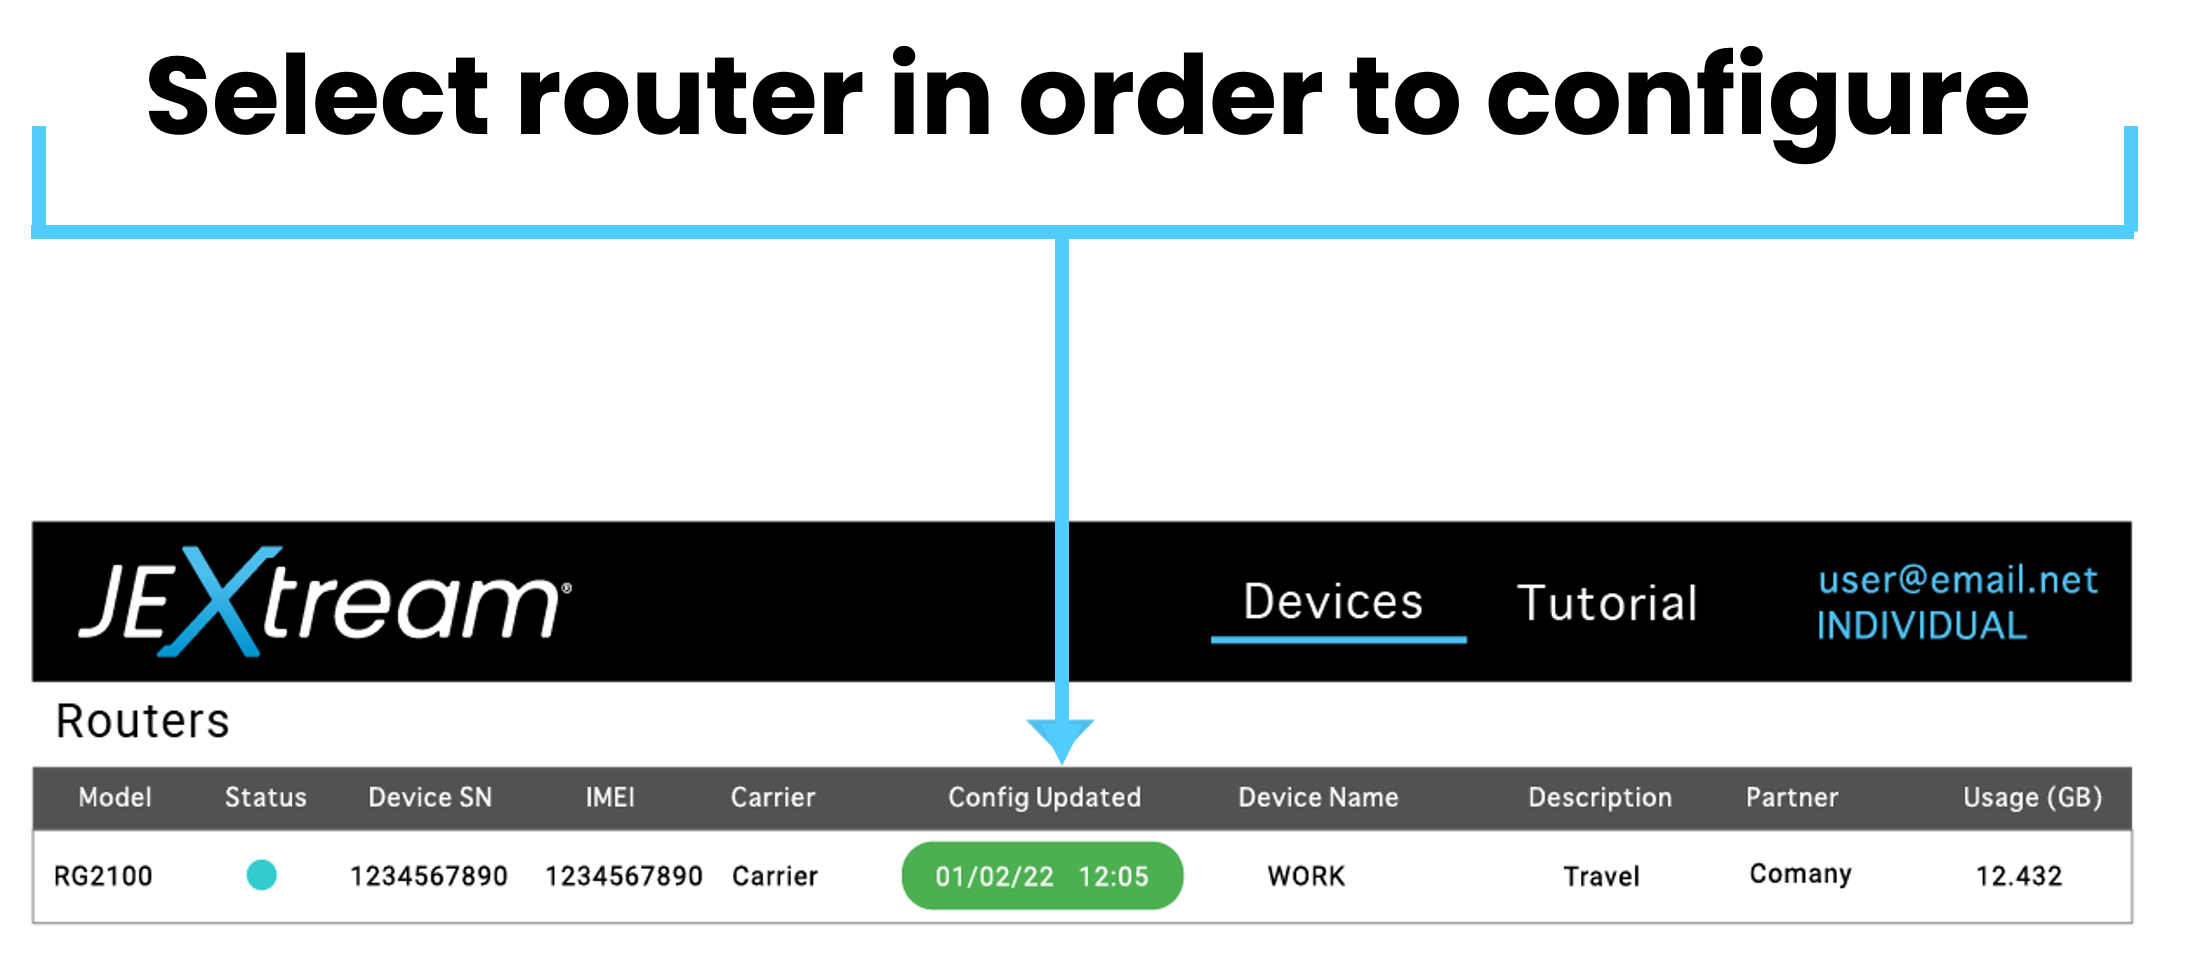 Select router in order to configure
JEXtream®
Devices Tutorial user@email.net
INDIVIDUAL
Routers
Model Status Device SN IMEI Carrier Config Updated Device Name Description Partner Usage (GB)
RG2100 1234567890 1234567890 Carrier 01/02/22 12:05 WORK Travel Comany 12.432